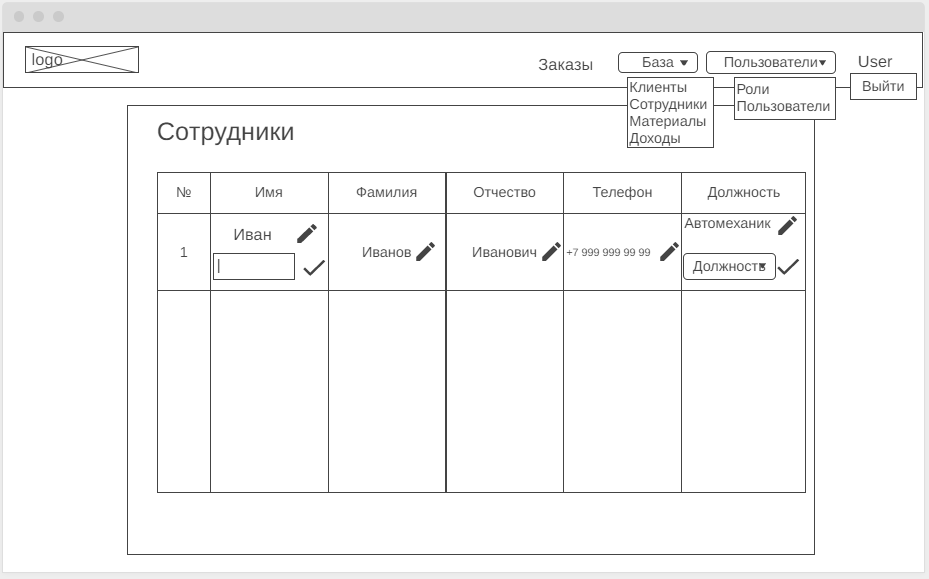 logo
Заказы
База
Пользователи
User
Клиенты
Сотрудники
Материалы
Доходы
Роли
Пользователи
Выйти
Сотрудники
№ Имя Фамилия Отчество Телефон Должность
Иван
Автомеханик
1 Иванов Иванович +7 999 999 99 99
Должность